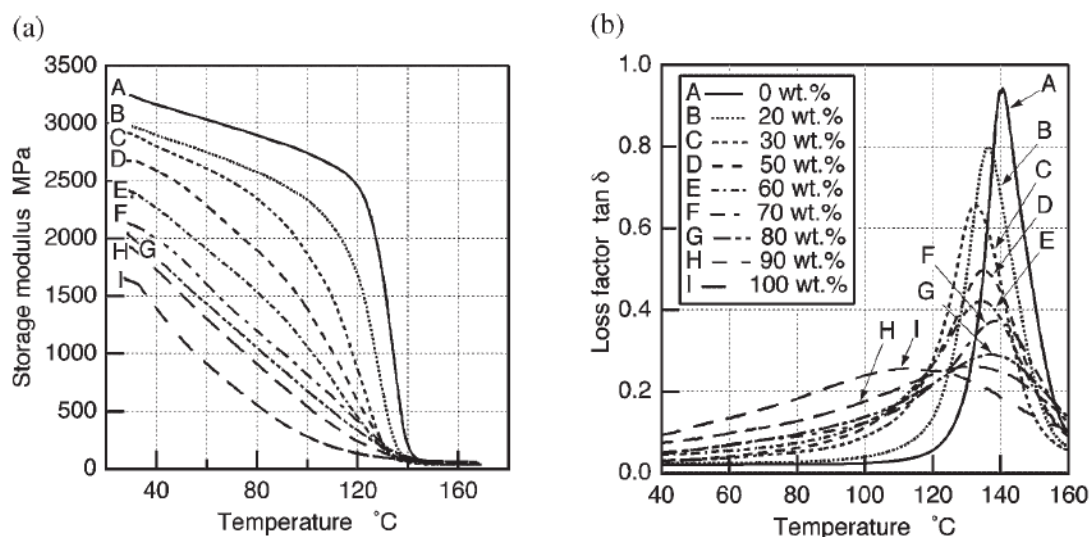 (a)
3500
3000
2500
2000
1500
1000
500
0
Storage modulus MPa
A
B
C
D
E
F
G
H
I
40 80 120 160
Temperature °C
(b)
1.0
0.8
0.6
0.4
0.2
0.0
Loss factor tan δ
A 0 wt.%
B 20 wt.%
C 30 wt.%
D 50 wt.%
E 60 wt.%
F 70 wt.%
G 80 wt.%
H 90 wt.%
I 100 wt.%
A
B
C
D
E
F
G
H I
40 60 80 100 120 140 160
Temperature °C